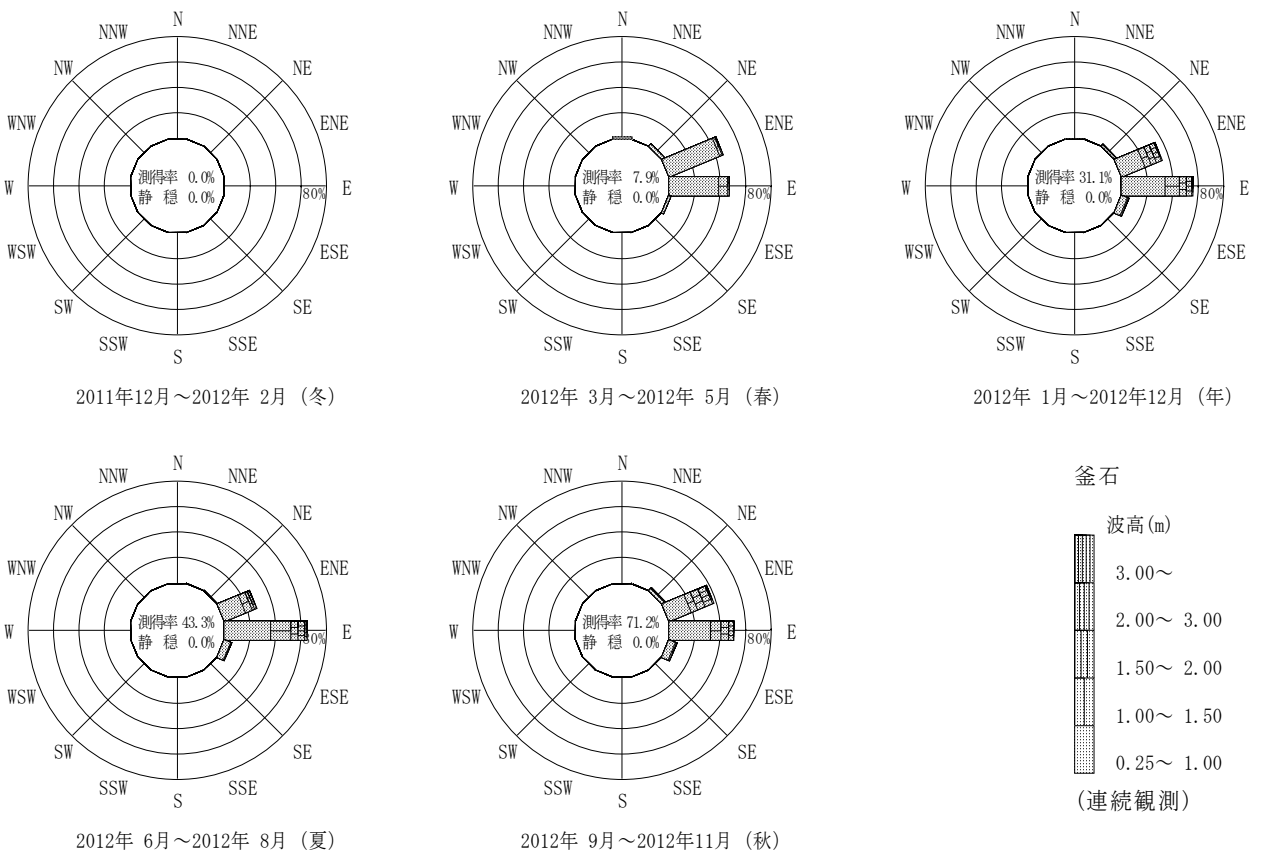 N
NNW NNE
NW NE
WNW ENE
測得率 0.0%
W 静 穏 0.0% 80% E
WSW ESE
SW SE
SSW SSE
S
2011年12月～2012年 2月 (冬)
N
NNW NNE
NW NE
WNW ENE
測得率 7.9%
W 静 穏 0.0% 80% E
WSW ESE
SW SE
SSW SSE
S
2012年 3月～2012年 5月 (春)
N
NNW NNE
NW NE
WNW ENE
測得率 31.1%
W 静 穏 0.0% 80% E
WSW ESE
SW SE
SSW SSE
S
2012年 1月～2012年12月 (年)
N
NNW NNE
NW NE
WNW ENE
測得率 43.3%
W 静 穏 0.0% 80% E
WSW ESE
SW SE
SSW SSE
S
2012年 6月～2012年 8月 (夏)
N
NNW NNE
NW NE
WNW ENE
測得率 71.2%
W 静 穏 0.0% 80% E
WSW ESE
SW SE
SSW SSE
S
2012年 9月～2012年11月 (秋)
釜石
波高(m)
3.00～
2.00～ 3.00
1.50～ 2.00
1.00～ 1.50
0.25～ 1.00
(連続観測)